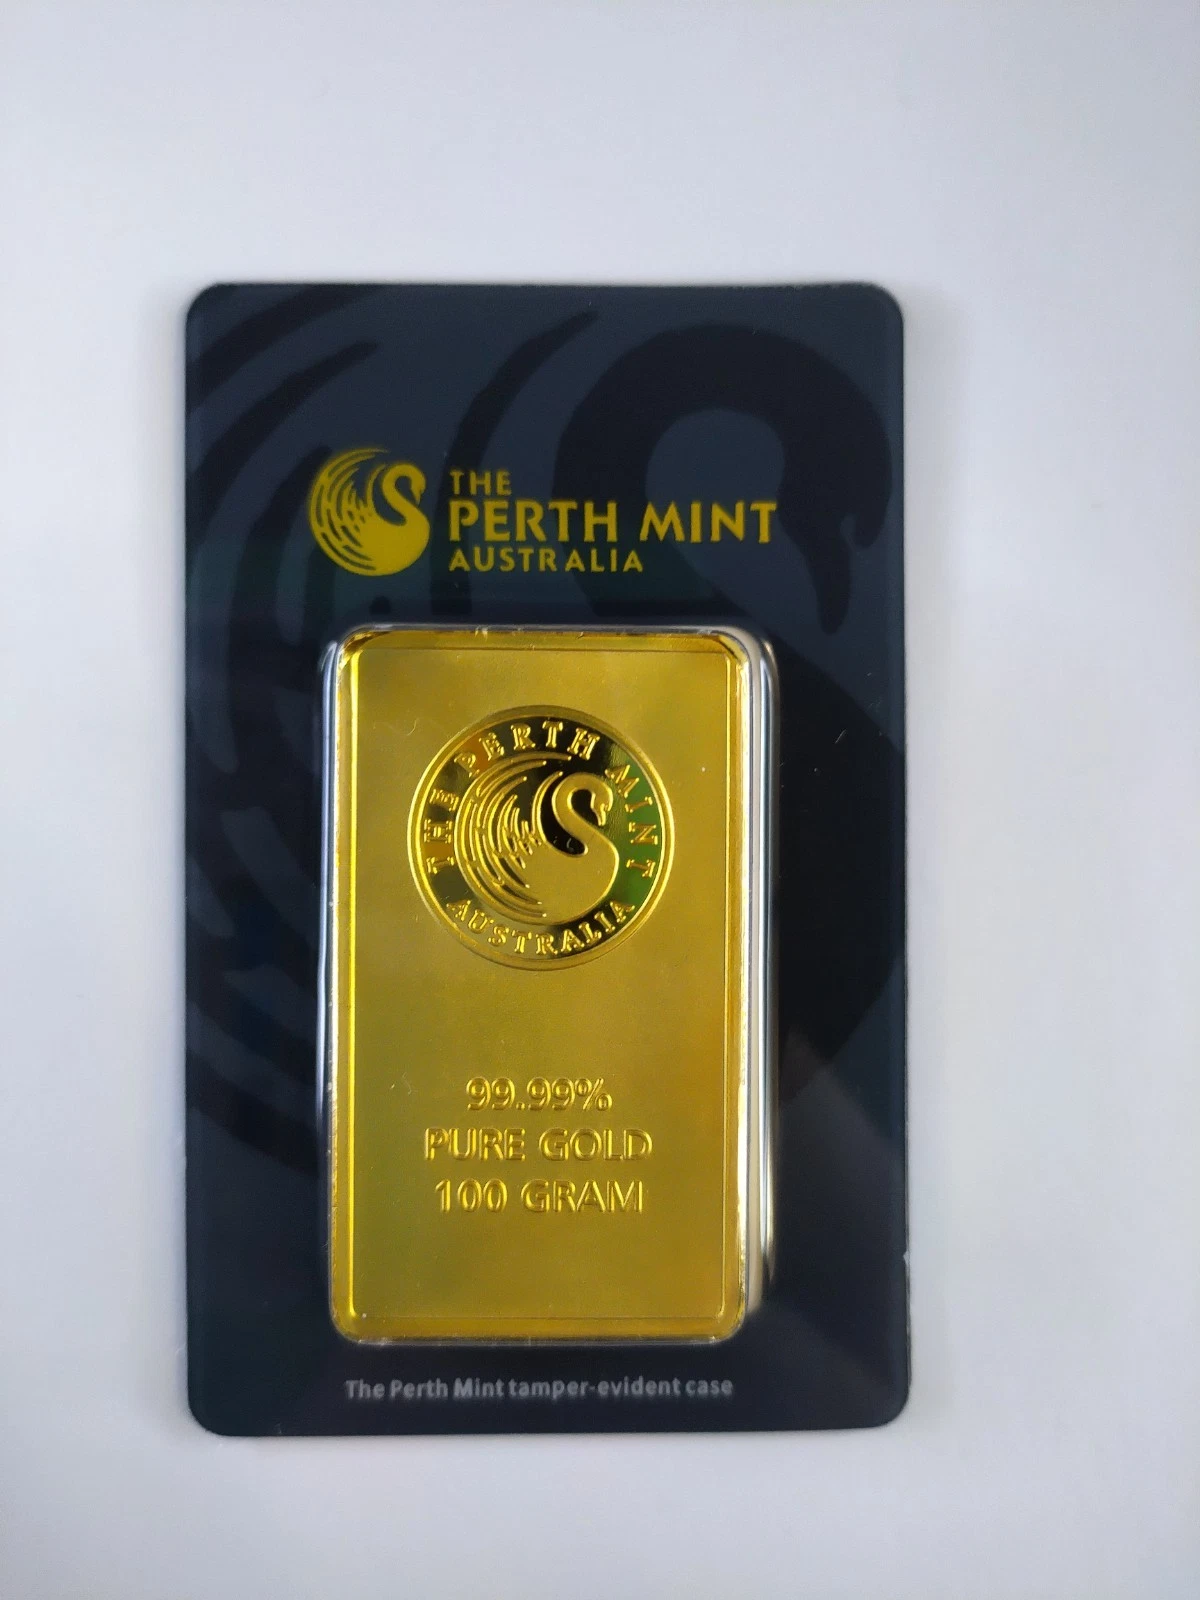 THE
PERTH MINT
AUSTRALIA
THE PERTH MINT
AUSTRALIA
99.99%
PURE GOLD
100 GRAM
The Perth Mint tamper-evident case